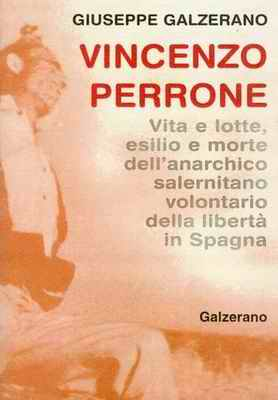 GIUSEPPE GALZERANO
VINCENZO
PERRONE
Vita e lotte,
esilio e morte
dell'anarchico
salernitano
volontario
della libertà
in Spagna
Galzerano